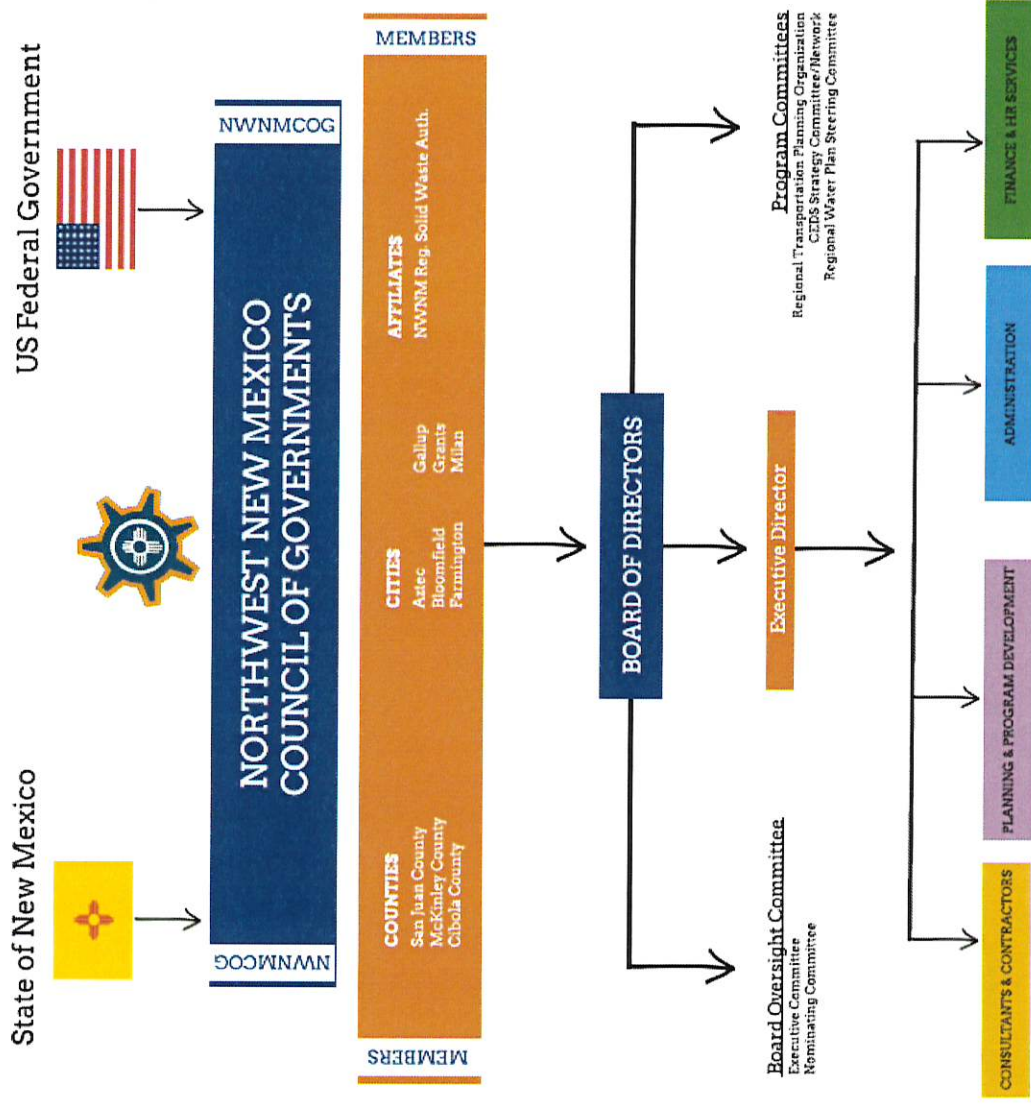 State of New Mexico
US Federal Government
NWNMCOG
NORTHWEST NEW MEXICO
COUNCIL OF GOVERNMENTS
NWNMCOG
MEMBERS
COUNTIES
San Juan County
McKinley County
Cibola County
CITIES
Aztec
Bloomfield
Farmington
Gallup
Grants
Milan
AFFILIATES
NWNM Reg. Solid Waste Auth.
MEMBERS
BOARD OF DIRECTORS
Board Oversight Committee
Executive Committee
Nominating Committee
Executive Director
Program Committees
Regional Transportation Planning Organization
CEDS Strategy Committee/Network
Regional Water Plan Steering Committee
CONSULTANTS & CONTRACTORS
PLANNING & PROGRAM DEVELOPMENT
ADMINISTRATION
FINANCE & HR SERVICES